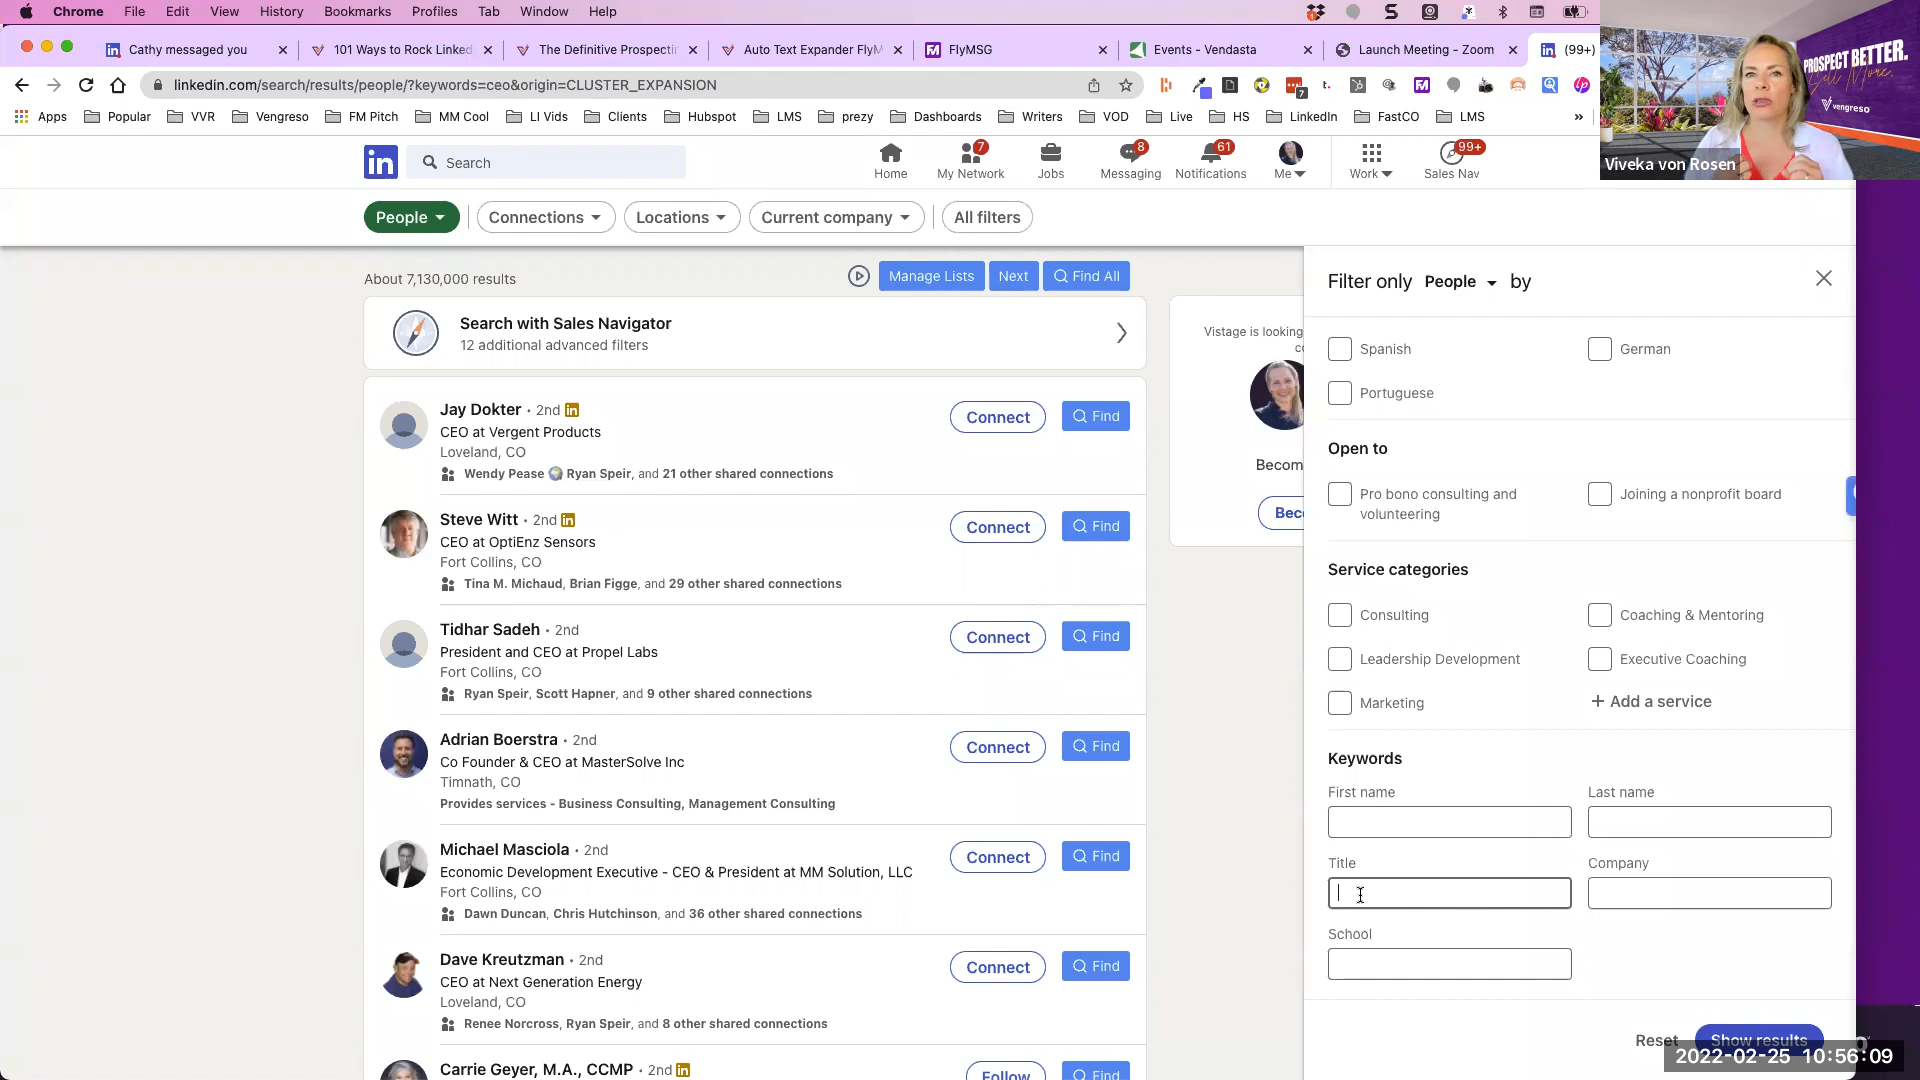 Chrome File Edit View History Bookmarks Profiles Tab Window Help
Cathy messaged you
101 Ways to Rock Linked
The Definitive Prospecti
Auto Text Expander FlyM
FlyMSG
Events - Vendasta
Launch Meeting - Zoom
(99+)
linkedin.com/search/results/people/?keywords=ceo&origin=CLUSTER_EXPANSION
Apps Popular VVR Vengreso FM Pitch MM Cool LI Vids Clients Hubspot LMS prezy Dashboards Writers VOD Live HS LinkedIn FastCO LMS »
PROSPECT BETTER.
Sell More.
vengreso
Viveka von Rosen
in
Search
Home
7
My Network
Jobs
8
Messaging
61
Notifications
Me
Work
99+
Sales Nav
People
Connections
Locations
Current company
All filters
About 7,130,000 results
Manage Lists
Next
Find All
Search with Sales Navigator
12 additional advanced filters
Jay Dokter • 2nd in
CEO at Vergent Products
Loveland, CO
Wendy Pease Ryan Speir, and 21 other shared connections
Connect
Find
Steve Witt • 2nd in
CEO at OptiEnz Sensors
Fort Collins, CO
Tina M. Michaud, Brian Figge, and 29 other shared connections
Connect
Find
Tidhar Sadeh • 2nd
President and CEO at Propel Labs
Fort Collins, CO
Ryan Speir, Scott Hapner, and 9 other shared connections
Connect
Find
Adrian Boerstra • 2nd
Co Founder & CEO at MasterSolve Inc
Timnath, CO
Provides services - Business Consulting, Management Consulting
Connect
Find
Michael Masciola • 2nd
Economic Development Executive - CEO & President at MM Solution, LLC
Fort Collins, CO
Dawn Duncan, Chris Hutchinson, and 36 other shared connections
Connect
Find
Dave Kreutzman • 2nd
CEO at Next Generation Energy
Loveland, CO
Renee Norcross, Ryan Speir, and 8 other shared connections
Connect
Find
Carrie Geyer, M.A., CCMP • 2nd in
Follow
Find
Vistage is looking
Becom
Bec
Filter only People by
Spanish
German
Portuguese
Open to
Pro bono consulting and
volunteering
Joining a nonprofit board
Service categories
Consulting
Coaching & Mentoring
Leadership Development
Executive Coaching
Marketing
+ Add a service
Keywords
First name
Last name
Title
Company
School
Reset
Show results
2022-02-25 10:56:09